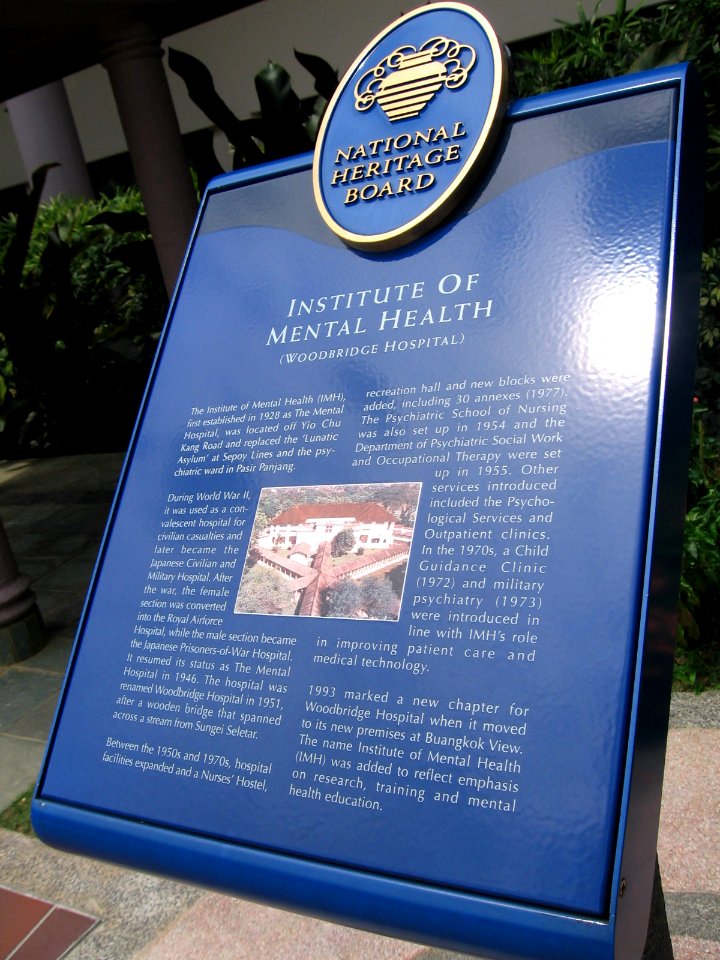 NATIONAL
HERITAGE
BOARD
INSTITUTE OF
MENTAL HEALTH
(WOODBRIDGE HOSPITAL)
The Institute of Mental Health (IMH),
first established in 1928 as The Mental
Hospital, was located off Yio Chu
Kang Road and replaced the 'Lunatic
Asylum' at Sepoy Lines and the psy-
chiatric ward in Pasir Panjang.
During World War II,
it was used as a con-
valescent hospital for
civilian casualties and
later became the
Japanese Civilian and
Military Hospital. After
the war, the female
section was converted
into the Royal Airforce
Hospital, while the male section became
the Japanese Prisoners-of-War Hospital.
It resumed its status as The Mental
Hospital in 1946. The hospital was
renamed Woodbridge Hospital in 1951,
after a wooden bridge that spanned
across a stream from Sungei Seletar.
Between the 1950s and 1970s, hospital
facilities expanded and a Nurses' Hostel,
recreation hall and new blocks were
added, including 30 annexes (1977).
The Psychiatric School of Nursing
was also set up in 1954 and the
Department of Psychiatric Social Work
and Occupational Therapy were set
up in 1955. Other
services introduced
included the Psycho-
logical Services and
Outpatient clinics.
In the 1970s, a Child
Guidance Clinic
(1972) and military
psychiatry (1973)
were introduced in
line with IMH's role
in improving patient care and
medical technology.
1993 marked a new chapter for
Woodbridge Hospital when it moved
to its new premises at Buangkok View.
The name Institute of Mental Health
(IMH) was added to reflect emphasis
on research, training and mental
health education.